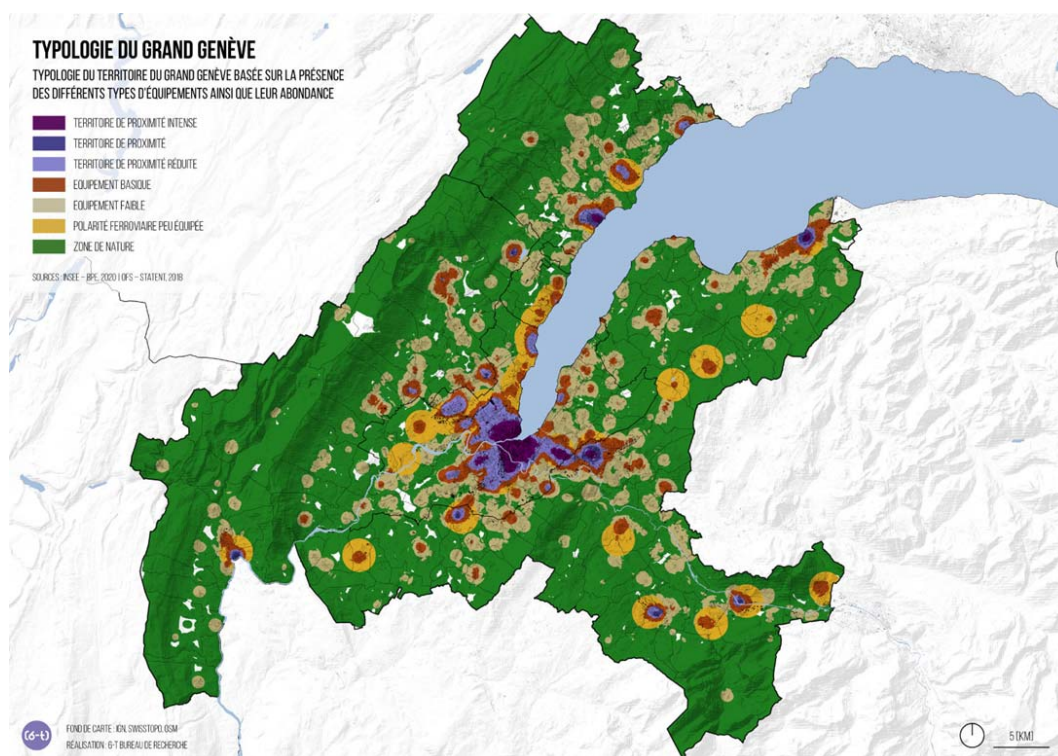 TYPOLOGIE DU GRAND GENÈVE
TYPOLOGIE DU TERRITOIRE DU GRAND GENÈVE BASÉE SUR LA PRÉSENCE
DES DIFFÉRENTS TYPES D'ÉQUIPEMENTS AINSI QUE LEUR ABONDANCE
TERRITOIRE DE PROXIMITÉ INTENSE
TERRITOIRE DE PROXIMITÉ
TERRITOIRE DE PROXIMITÉ RÉDUITE
EQUIPEMENT BASIQUE
EQUIPEMENT FAIBLE
POLARITÉ FERROVIAIRE PEU ÉQUIPÉE
ZONE DE NATURE
SOURCES : INSEE – BPE, 2020 | OFS – STATENT, 2018
(6-t)
FOND DE CARTE : IGN, SWISSTOPO, OSM
RÉALISATION : 6-T BUREAU DE RECHERCHE
5 [KM]